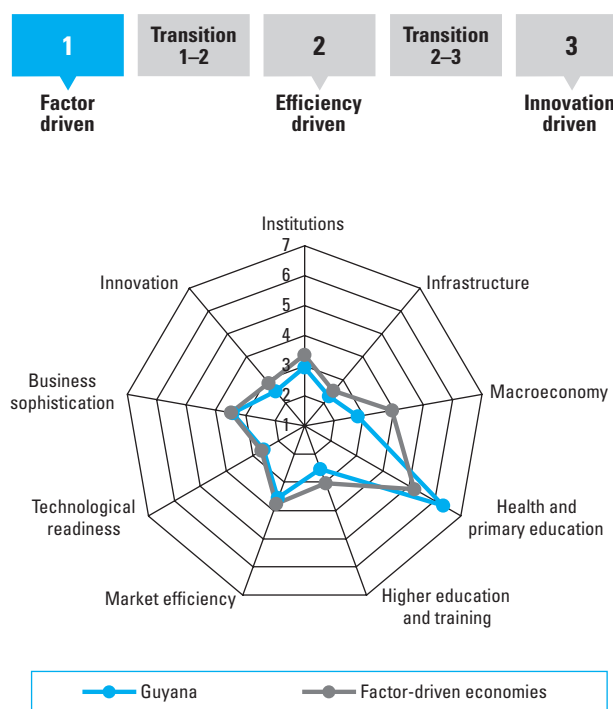 1
Transition
1–2
2
Transition
2–3
3
Factor
driven
Efficiency
driven
Innovation
driven
Institutions
7
6
5
4
3
2
1
Innovation
Infrastructure
Business
sophistication
Macroeconomy
Technological
readiness
Health and
primary education
Market efficiency
Higher education
and training
Guyana
Factor-driven economies